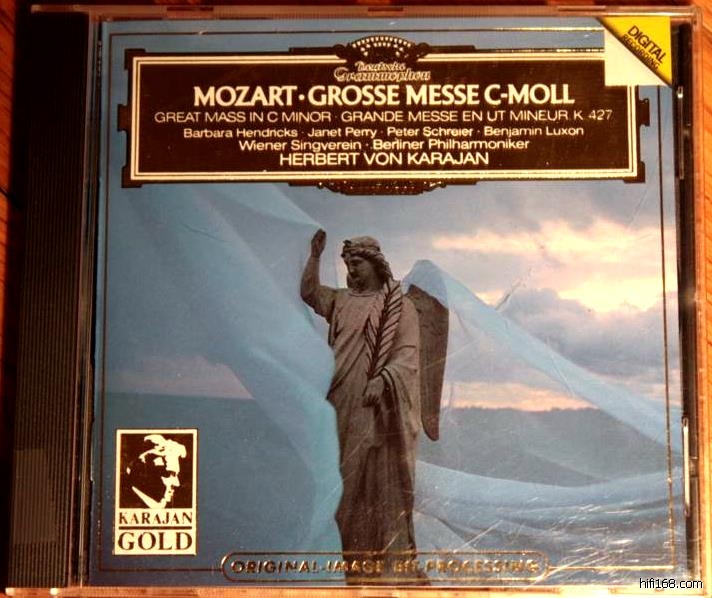 Deutsche
Grammophon
DIGITAL
RECORDING
MOZART · GROSSE MESSE C-MOLL
GREAT MASS IN C MINOR · GRANDE MESSE EN UT MINEUR K. 427
Barbara Hendricks · Janet Perry · Peter Schreier · Benjamin Luxon
Wiener Singverein · Berliner Philharmoniker
HERBERT VON KARAJAN
KARAJAN
GOLD
ORIGINAL-IMAGE BIT-PROCESSING
hifi168.com